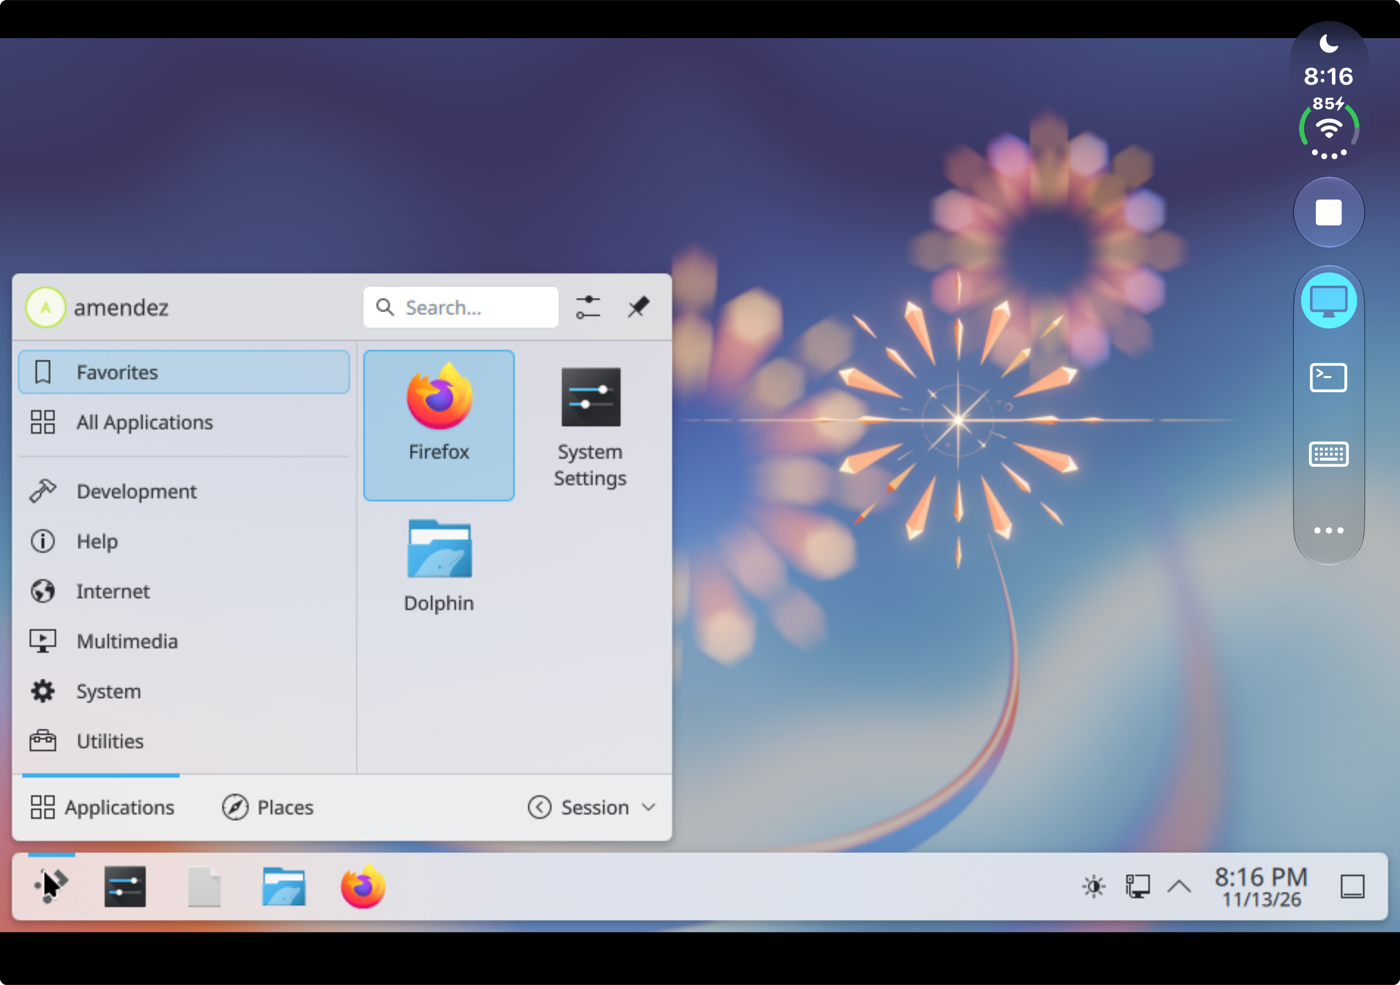 8:16
85
A
amendez
Search...
Favorites
All Applications
Development
Help
Internet
Multimedia
System
Utilities
Firefox
System
Settings
Dolphin
Applications
Places
Session
8:16 PM
11/13/26